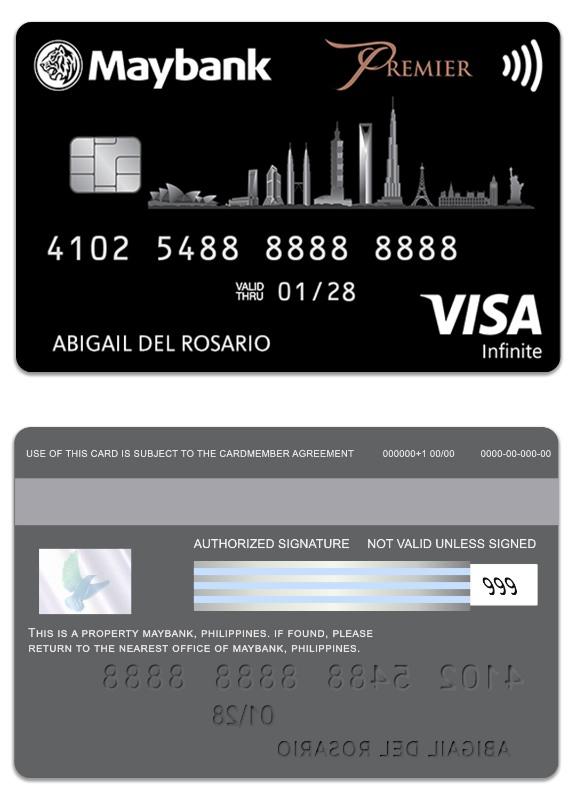 Maybank
PREMIER
4102 5488 8888 8888
VALID THRU 01/28
VISA
Infinite
ABIGAIL DEL ROSARIO
USE OF THIS CARD IS SUBJECT TO THE CARDMEMBER AGREEMENT 000000+1 00/00 0000-00-000-00
AUTHORIZED SIGNATURE NOT VALID UNLESS SIGNED
999
THIS IS A PROPERTY MAYBANK, PHILIPPINES. IF FOUND, PLEASE
RETURN TO THE NEAREST OFFICE OF MAYBANK, PHILIPPINES.
4102 5488 8888 8888
01/28
ABIGAIL DEL ROSARIO